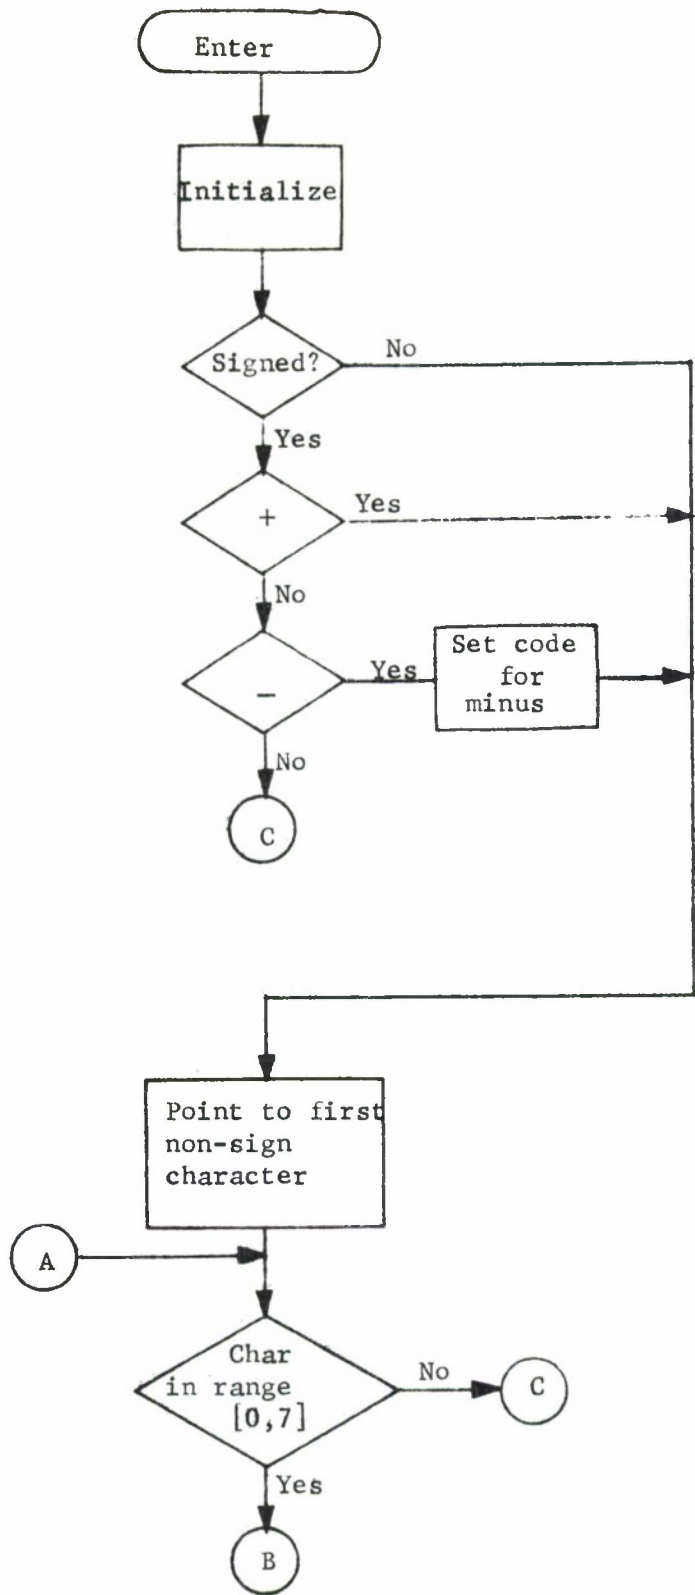 Enter
Initialize
Signed?
No
Yes
+
Yes
No
-
Yes
Set code
for
minus
No
C
Point to first
non-sign
character
A
Char
in range
[0,7]
No
C
Yes
B